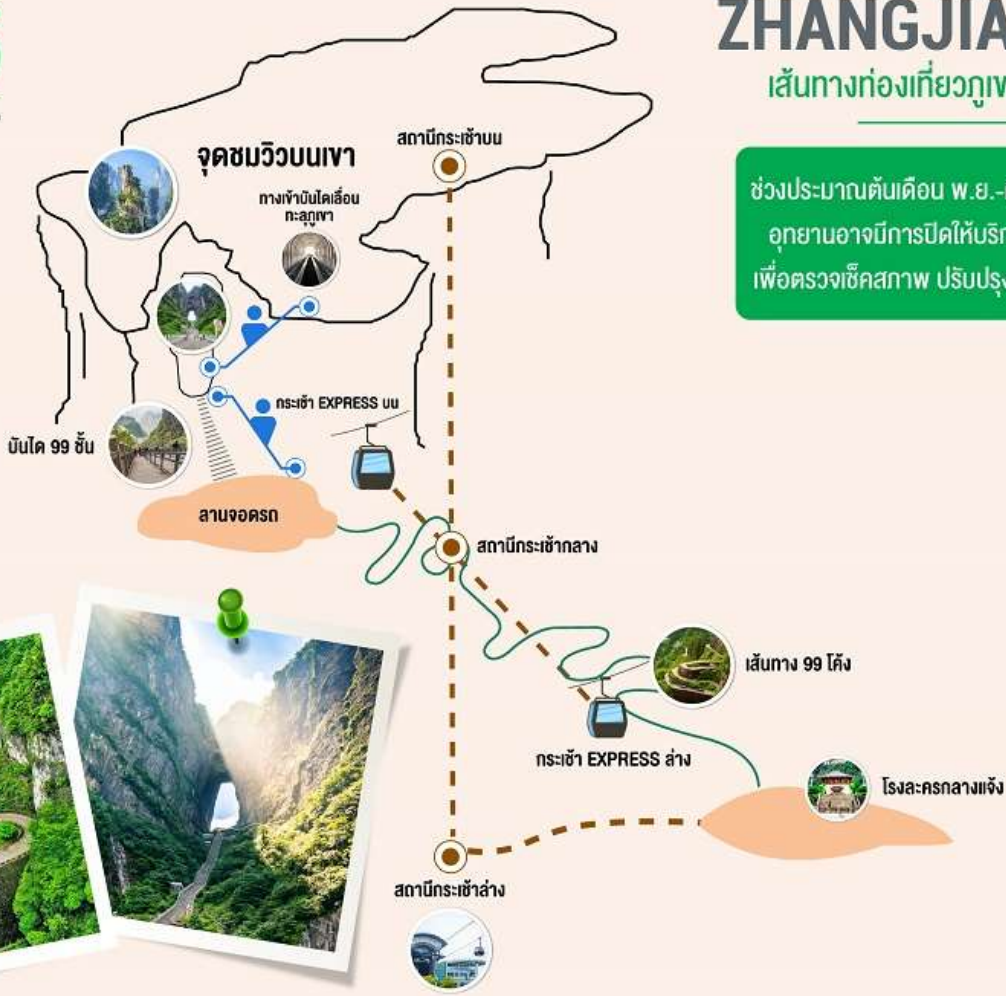 ZHANGJIA
เส้นทางท่องเที่ยวภูเข
ช่วงประมาณต้นเดือน พ.ย.-
อุทยานอาจมีการปิดให้บริก
เพื่อตรวจเช็คสภาพ ปรับปรุง
สถานีกระเช้าบน
จุดชมวิวบนเขา
ทางเข้าบันไดเลื่อน
ทะลุภูเขา
กระเช้า EXPRESS บน
บันได 99 ชั้น
ลานจอดรถ
สถานีกระเช้ากลาง
เส้นทาง 99 โค้ง
กระเช้า EXPRESS ล่าง
โรงละครกลางแจ้ง
สถานีกระเช้าล่าง